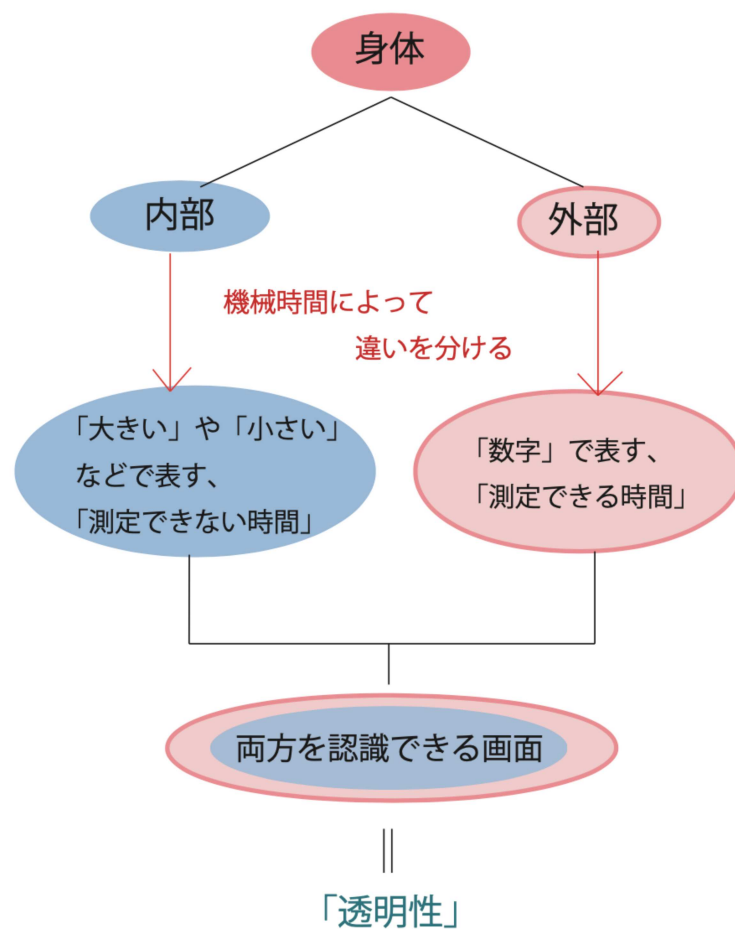 身体
内部
外部
機械時間によって
違いを分ける
「大きい」や「小さい」
などで表す、
「測定できない時間」
「数字」で表す、
「測定できる時間」
両方を認識できる画面
「透明性」